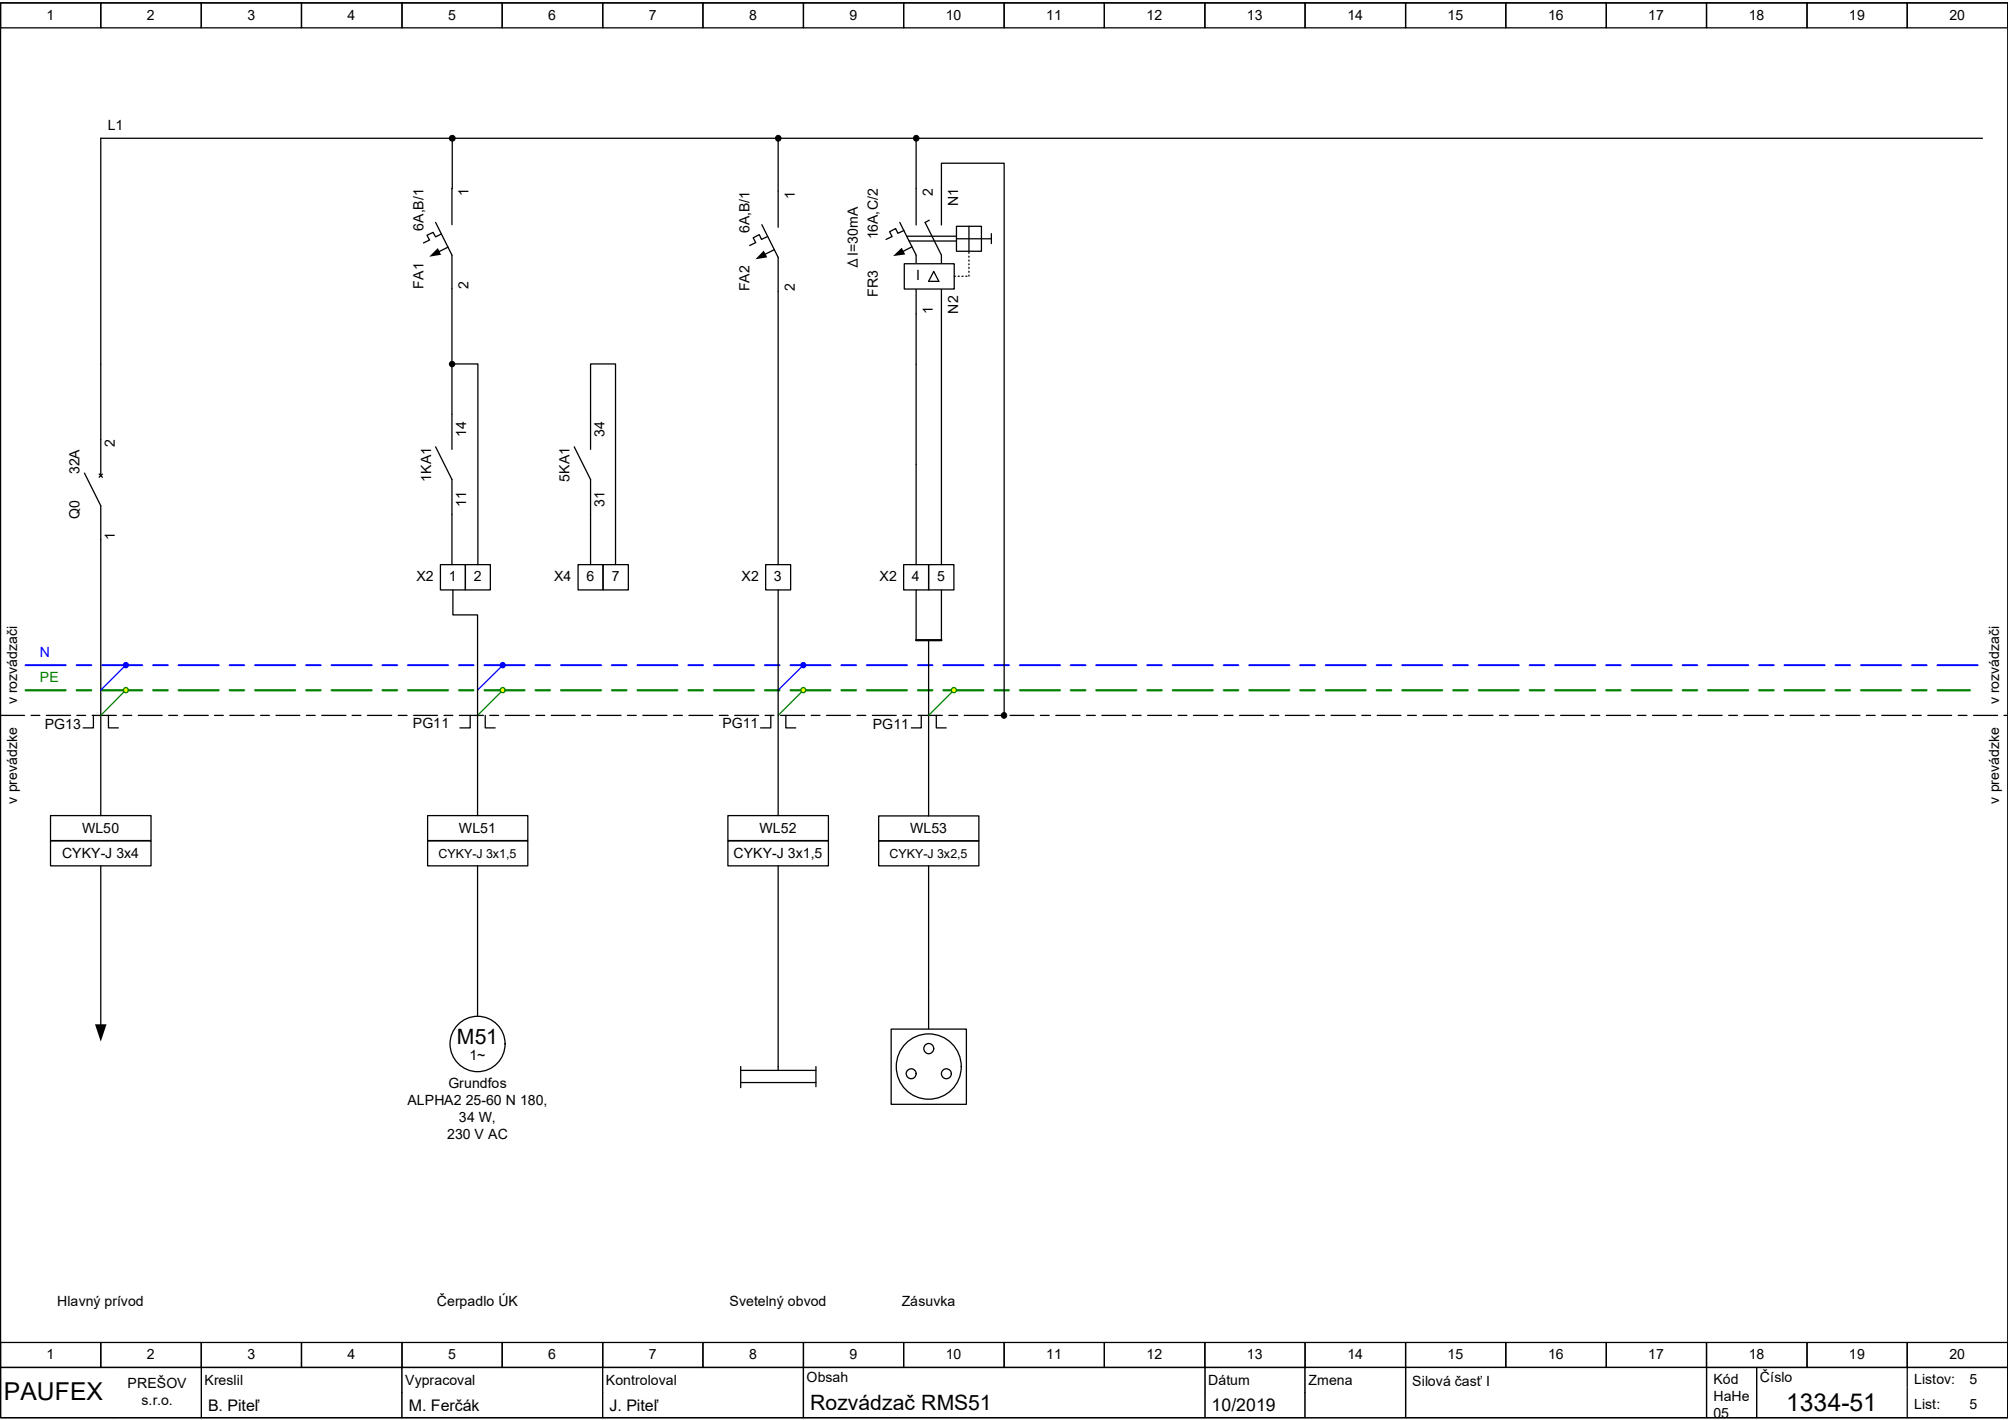 1 2 3 4 5 6 7 8 9 10 11 12 13 14 15 16 17 18 19 20
L1
6A,B/1
1
FA1
2
6A,B/1
1
FA2
2
Δ I=30mA
16A,C/2
2
N1
FR3
I Δ
1
N2
32A
2
Q0
1
14
1KA1
11
34
5KA1
31
X2 1 2
X4 6 7
X2 3
X2 4 5
v rozvádzači
N
PE
v rozvádzači
PG13
PG11
PG11
PG11
v prevádzke
v prevádzke
WL50
CYKY-J 3x4
WL51
CYKY-J 3x1,5
WL52
CYKY-J 3x1,5
WL53
CYKY-J 3x2,5
M51
1~
Grundfos
ALPHA2 25-60 N 180,
34 W,
230 V AC
Hlavný prívod
Čerpadlo ÚK
Svetelný obvod
Zásuvka
1 2 3 4 5 6 7 8 9 10 11 12 13 14 15 16 17 18 19 20
PAUFEX
PREŠOV
s.r.o.
Kreslil
B. Piteľ
Vypracoval
M. Ferčák
Kontroloval
J. Piteľ
Obsah
Rozvádzač RMS51
Dátum
10/2019
Zmena
Silová časť I
Kód
HaHe
05
Číslo
1334-51
Listov: 5
List: 5